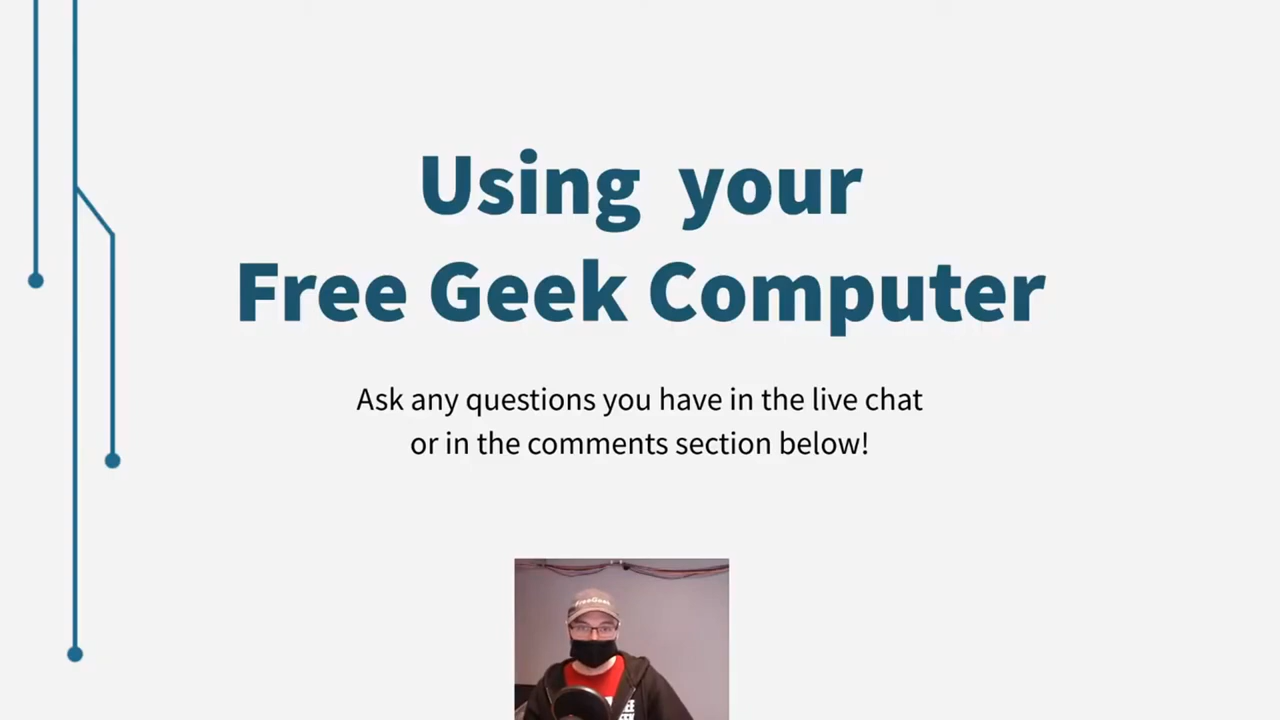 Using your
Free Geek Computer
Ask any questions you have in the live chat
or in the comments section below!
FreeGeek